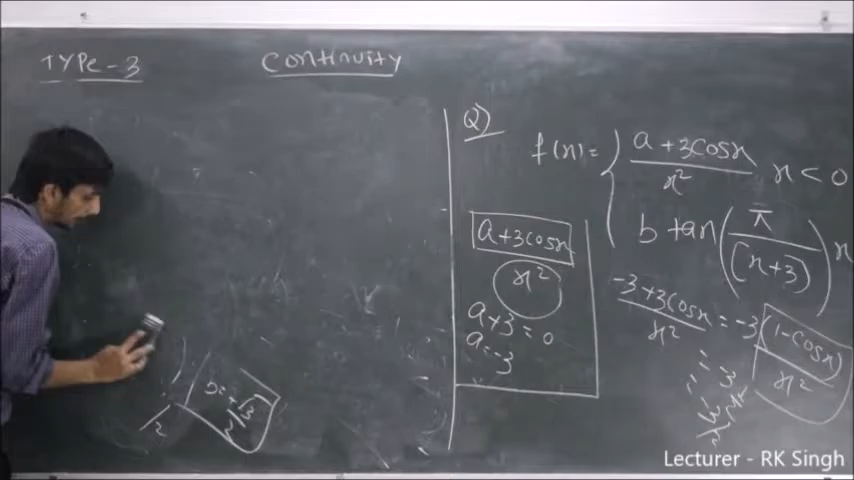 TYPE-3
Continuity
Q)
f(x)= { a+3cosx / x² x<0
b tan(π/(x+3)) x
a+3cosx / x²
a+3=0
a=-3
-3+3cosx / x² = -3(1-cosx) / x²
Lecturer - RK Singh